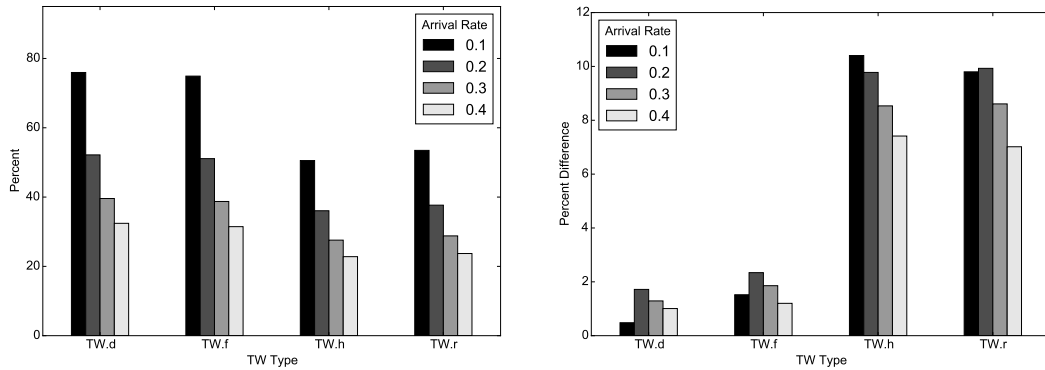 80
60
40
20
0
Percent
Arrival Rate
0.1
0.2
0.3
0.4
TW.d TW.f TW.h TW.r
TW Type
12
10
8
6
4
2
0
Percent Difference
Arrival Rate
0.1
0.2
0.3
0.4
TW.d TW.f TW.h TW.r
TW Type